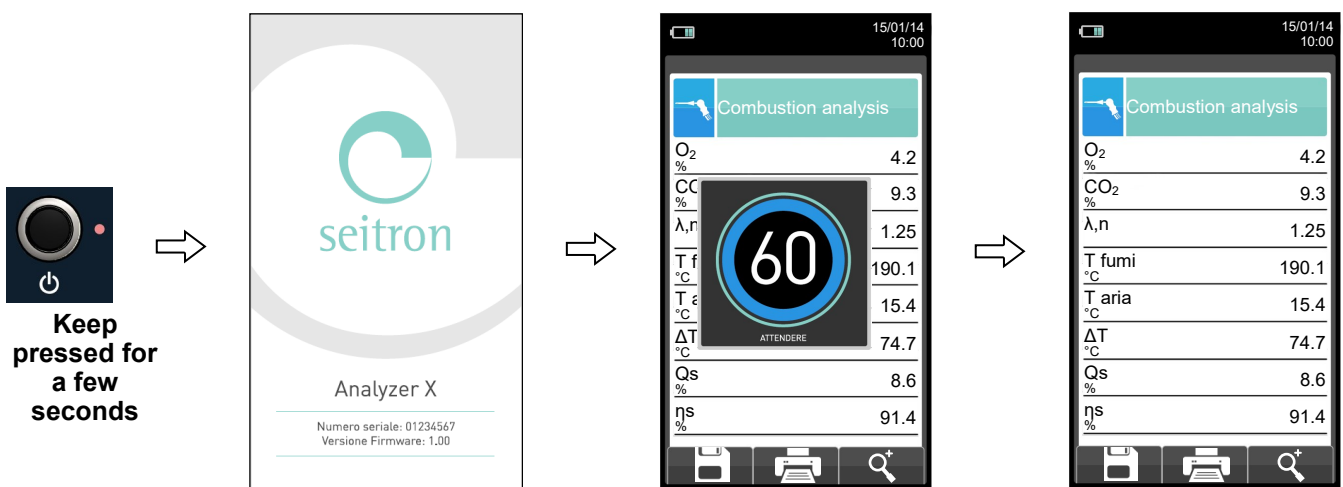 Keep
pressed for
a few
seconds
seitron
Analyzer X
Numero seriale: 01234567
Versione Firmware: 1.00
15/01/14
10:00
Combustion analysis
O₂
% 4.2
CO
% 9.3
λ,n 1.25
T f
°C 190.1
T a
°C 15.4
ΔT
°C 74.7
Qs
% 8.6
ηs
% 91.4
60
ATTENDERE
15/01/14
10:00
Combustion analysis
O₂
% 4.2
CO₂
% 9.3
λ,n 1.25
T fumi
°C 190.1
T aria
°C 15.4
ΔT
°C 74.7
Qs
% 8.6
ηs
% 91.4